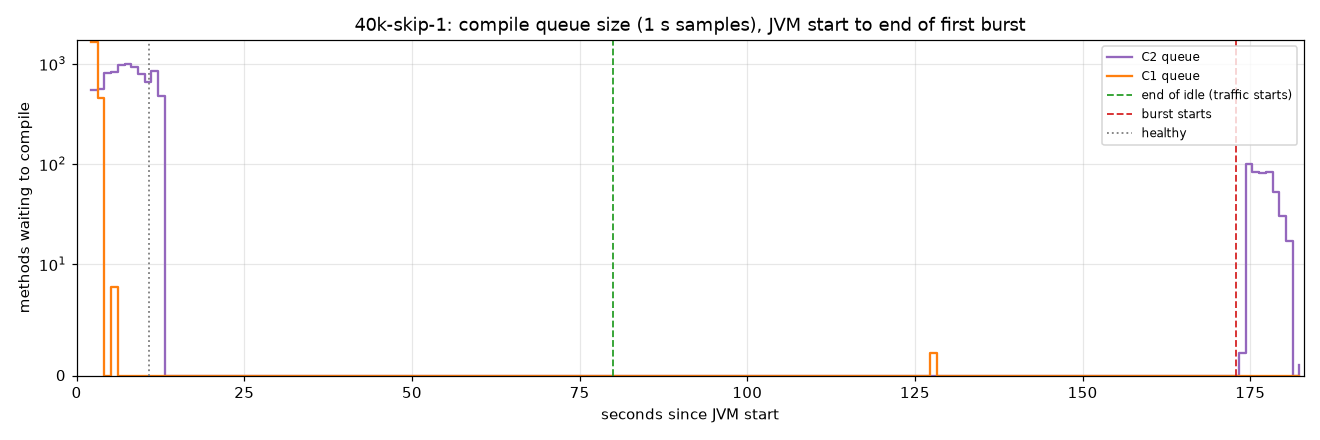 40k-skip-1: compile queue size (1 s samples), JVM start to end of first burst
methods waiting to compile
10³
10²
10¹
0
C2 queue
C1 queue
end of idle (traffic starts)
burst starts
healthy
0 25 50 75 100 125 150 175
seconds since JVM start